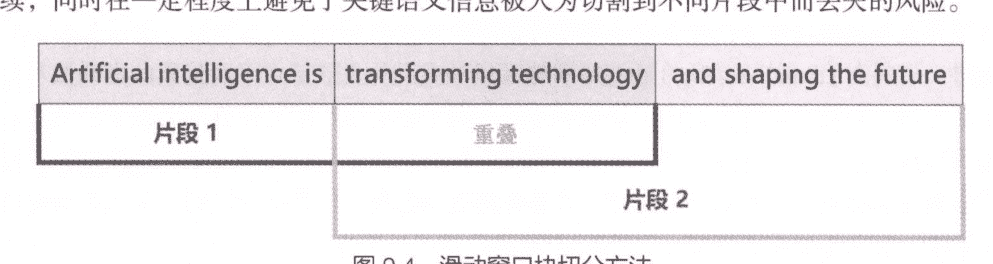 续，同时在一定程度上避免了关键语义信息被人为切割到不同片段中而丢失的风险。
Artificial intelligence is transforming technology and shaping the future
片段 1 重叠
片段 2
图 9.4 滑动窗口块切分方法